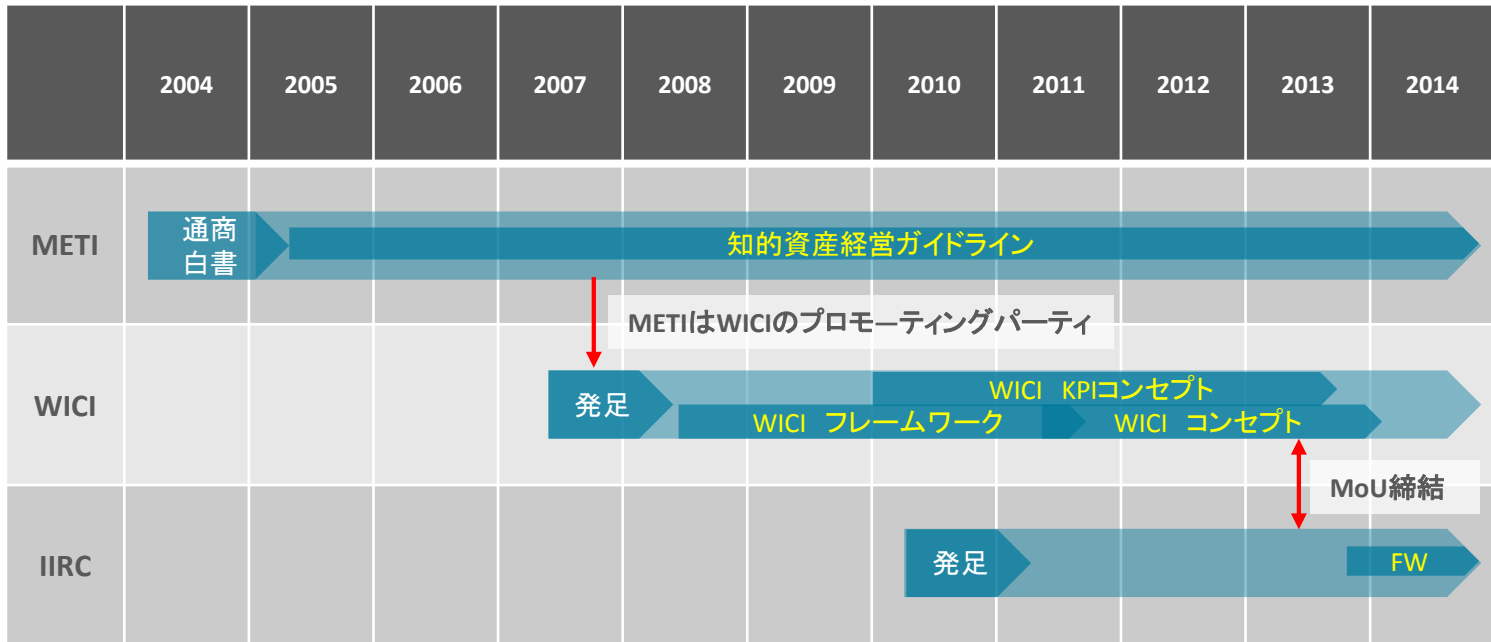 2004 2005 2006 2007 2008 2009 2010 2011 2012 2013 2014
METI
通商
白書
知的資産経営ガイドライン
METIはWICIのプロモーティングパーティ
WICI
発足
WICI KPIコンセプト
WICI フレームワーク
WICI コンセプト
MoU締結
IIRC
発足
FW